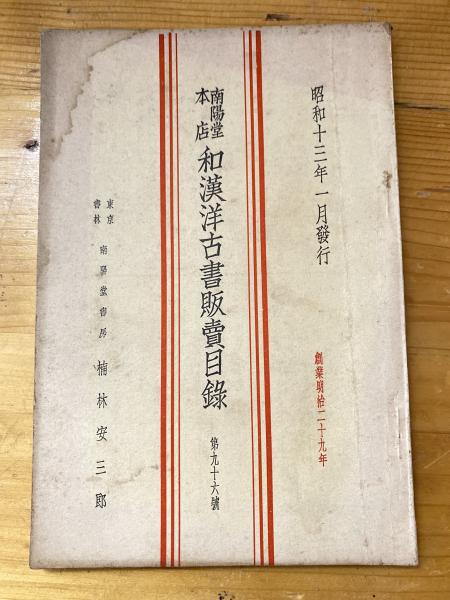 昭和十三年一月發行
創業明治二十九年
南陽堂本店 和漢洋古書販賣目錄 第九十六號
東京書林 南陽堂書房 楠林安三郎